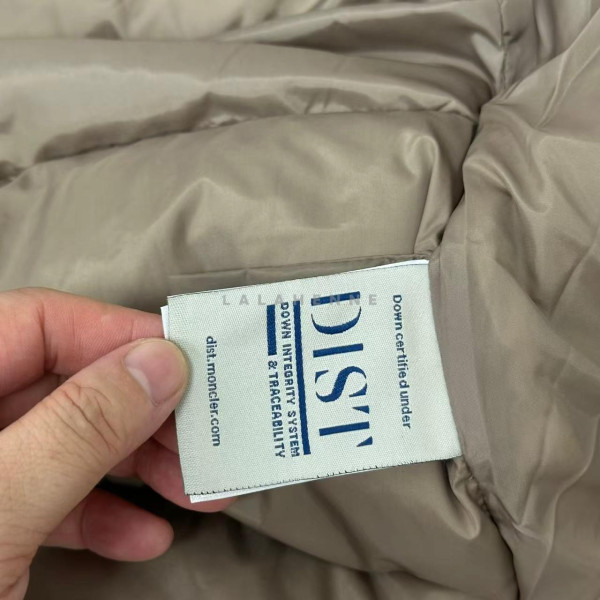 LALAHENNE
Down certified under
DIST
DOWN INTEGRITY SYSTEM
& TRACEABILITY
dist.moncler.com